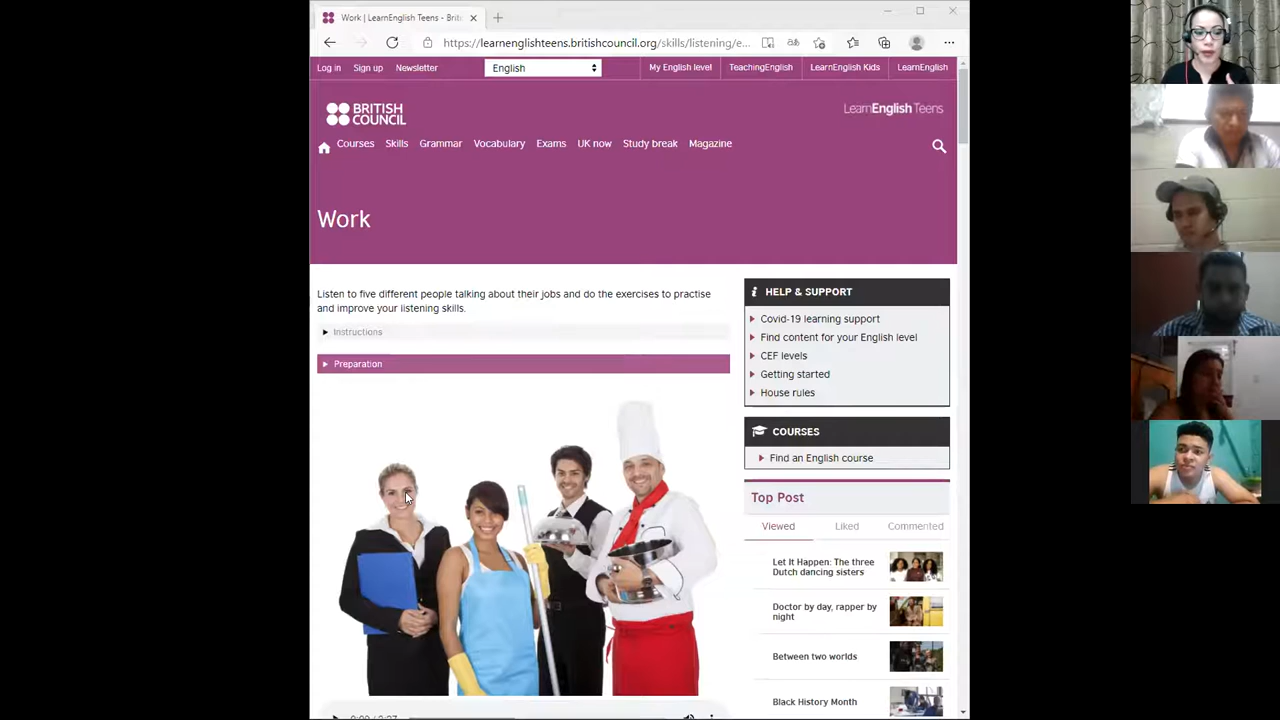 Work | LearnEnglish Teens - Brit
https://learnenglishteens.britishcouncil.org/skills/listening/e...
Log in
Sign up
Newsletter
English
My English level
TeachingEnglish
LearnEnglish Kids
LearnEnglish
BRITISH
COUNCIL
LearnEnglish Teens
Courses
Skills
Grammar
Vocabulary
Exams
UK now
Study break
Magazine
Work
Listen to five different people talking about their jobs and do the exercises to practise
and improve your listening skills.
Instructions
Preparation
HELP & SUPPORT
Covid-19 learning support
Find content for your English level
CEF levels
Getting started
House rules
COURSES
Find an English course
Top Post
Viewed
Liked
Commented
Let It Happen: The three
Dutch dancing sisters
Doctor by day, rapper by
night
Between two worlds
Black History Month